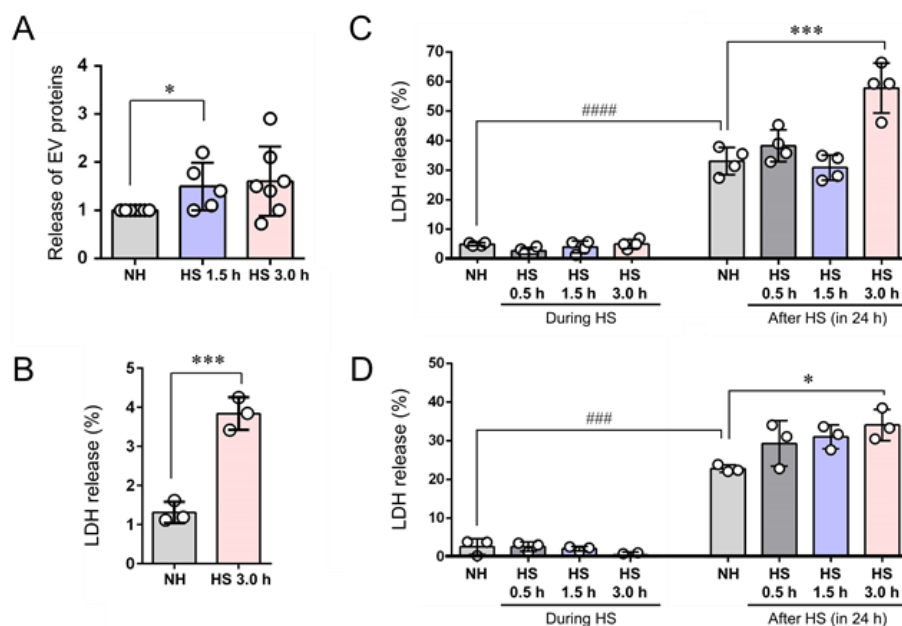 A
Release of EV proteins
4
3
2
1
0
*
NH HS 1.5 h HS 3.0 h
B
LDH release (%)
5
4
3
2
1
0
***
NH HS 3.0 h
C
LDH release (%)
70
60
50
40
30
20
10
0
####
***
NH HS HS HS NH HS HS HS
0.5 h 1.5 h 3.0 h 0.5 h 1.5 h 3.0 h
During HS After HS (in 24 h)
D
LDH release (%)
50
40
30
20
10
0
###
*
NH HS HS HS NH HS HS HS
0.5 h 1.5 h 3.0 h 0.5 h 1.5 h 3.0 h
During HS After HS (in 24 h)